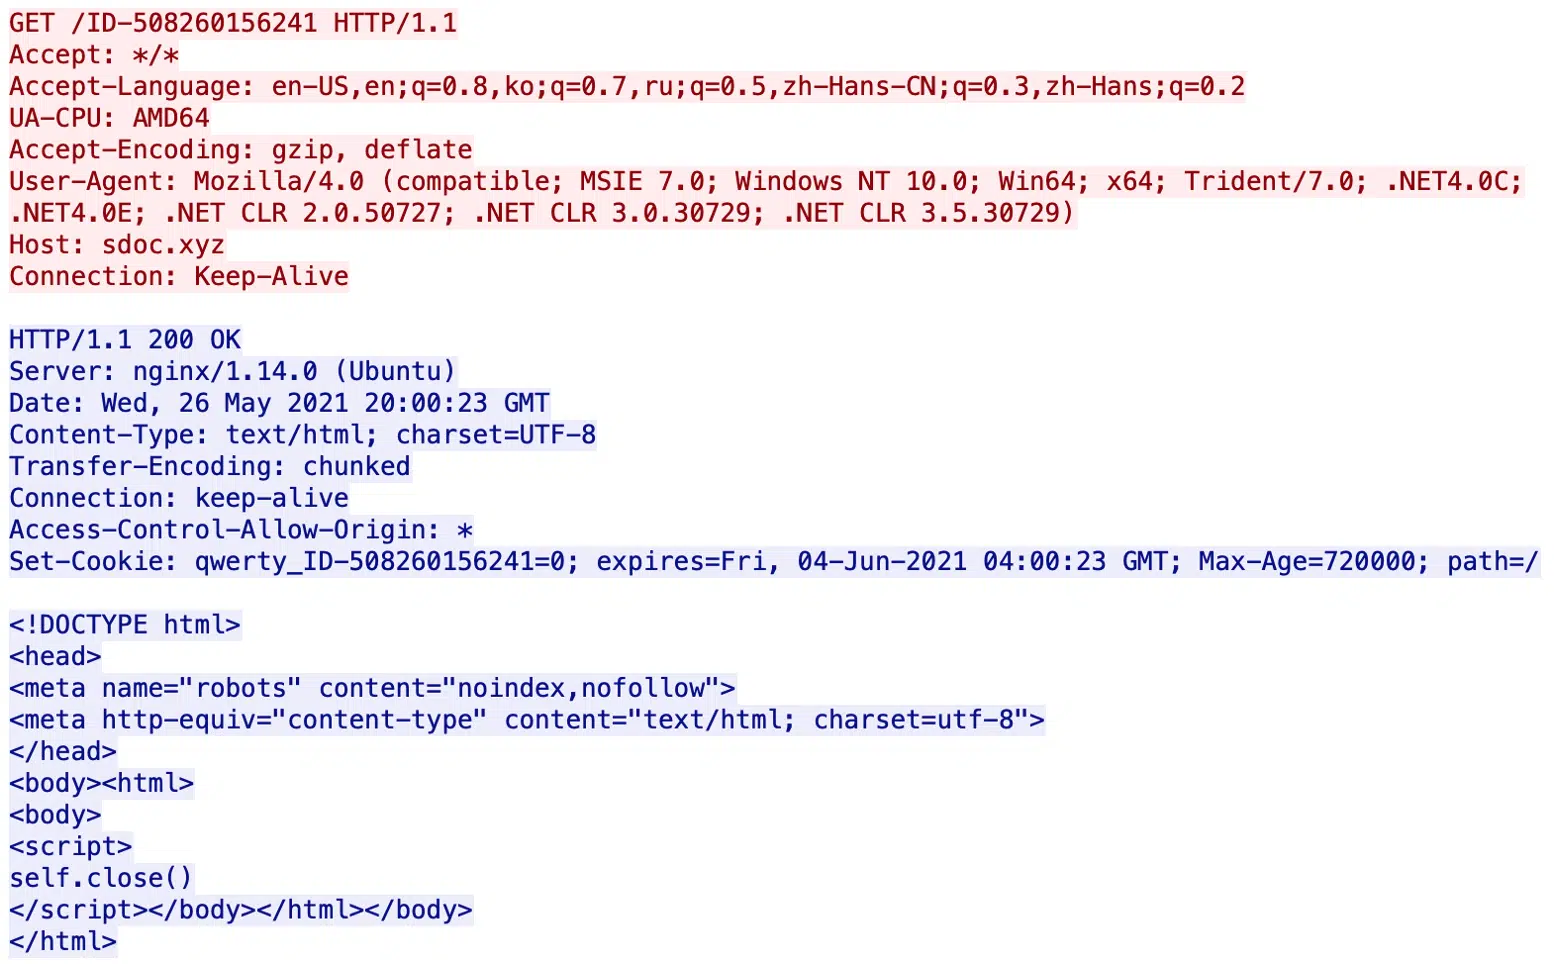 GET /ID-508260156241 HTTP/1.1
Accept: */*
Accept-Language: en-US,en;q=0.8,ko;q=0.7,ru;q=0.5,zh-Hans-CN;q=0.3,zh-Hans;q=0.2
UA-CPU: AMD64
Accept-Encoding: gzip, deflate
User-Agent: Mozilla/4.0 (compatible; MSIE 7.0; Windows NT 10.0; Win64; x64; Trident/7.0; .NET4.0C;
.NET4.0E; .NET CLR 2.0.50727; .NET CLR 3.0.30729; .NET CLR 3.5.30729)
Host: sdoc.xyz
Connection: Keep-Alive
HTTP/1.1 200 OK
Server: nginx/1.14.0 (Ubuntu)
Date: Wed, 26 May 2021 20:00:23 GMT
Content-Type: text/html; charset=UTF-8
Transfer-Encoding: chunked
Connection: keep-alive
Access-Control-Allow-Origin: *
Set-Cookie: qwerty_ID-508260156241=0; expires=Fri, 04-Jun-2021 04:00:23 GMT; Max-Age=720000; path=/
<!DOCTYPE html>
<head>
<meta name="robots" content="noindex,nofollow">
<meta http-equiv="content-type" content="text/html; charset=utf-8">
</head>
<body><html>
<body>
<script>
self.close()
</script></body></html></body>
</html>